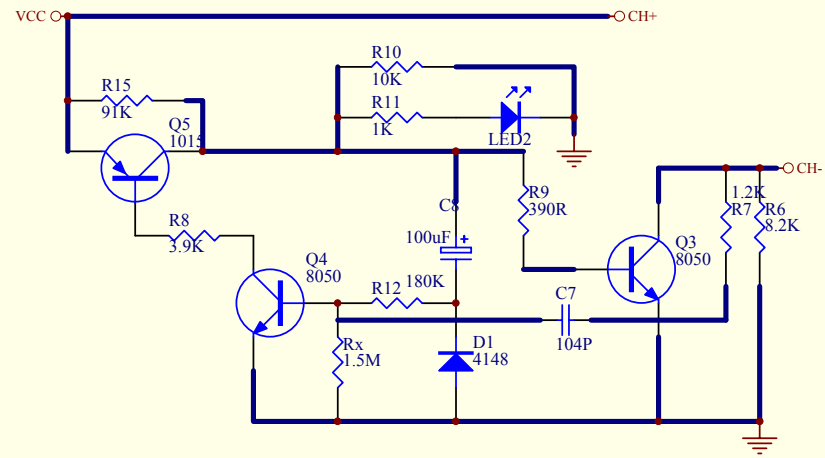 VCC
CH+
R15
91K
Q5
1015
R10
10K
R11
1K
LED2
CH-
R9
390R
C8
100uF +
1.2K
R7
R6
8.2K
R8
3.9K
Q4
8050
R12
180K
Q3
8050
C7
104P
Rx
1.5M
D1
4148